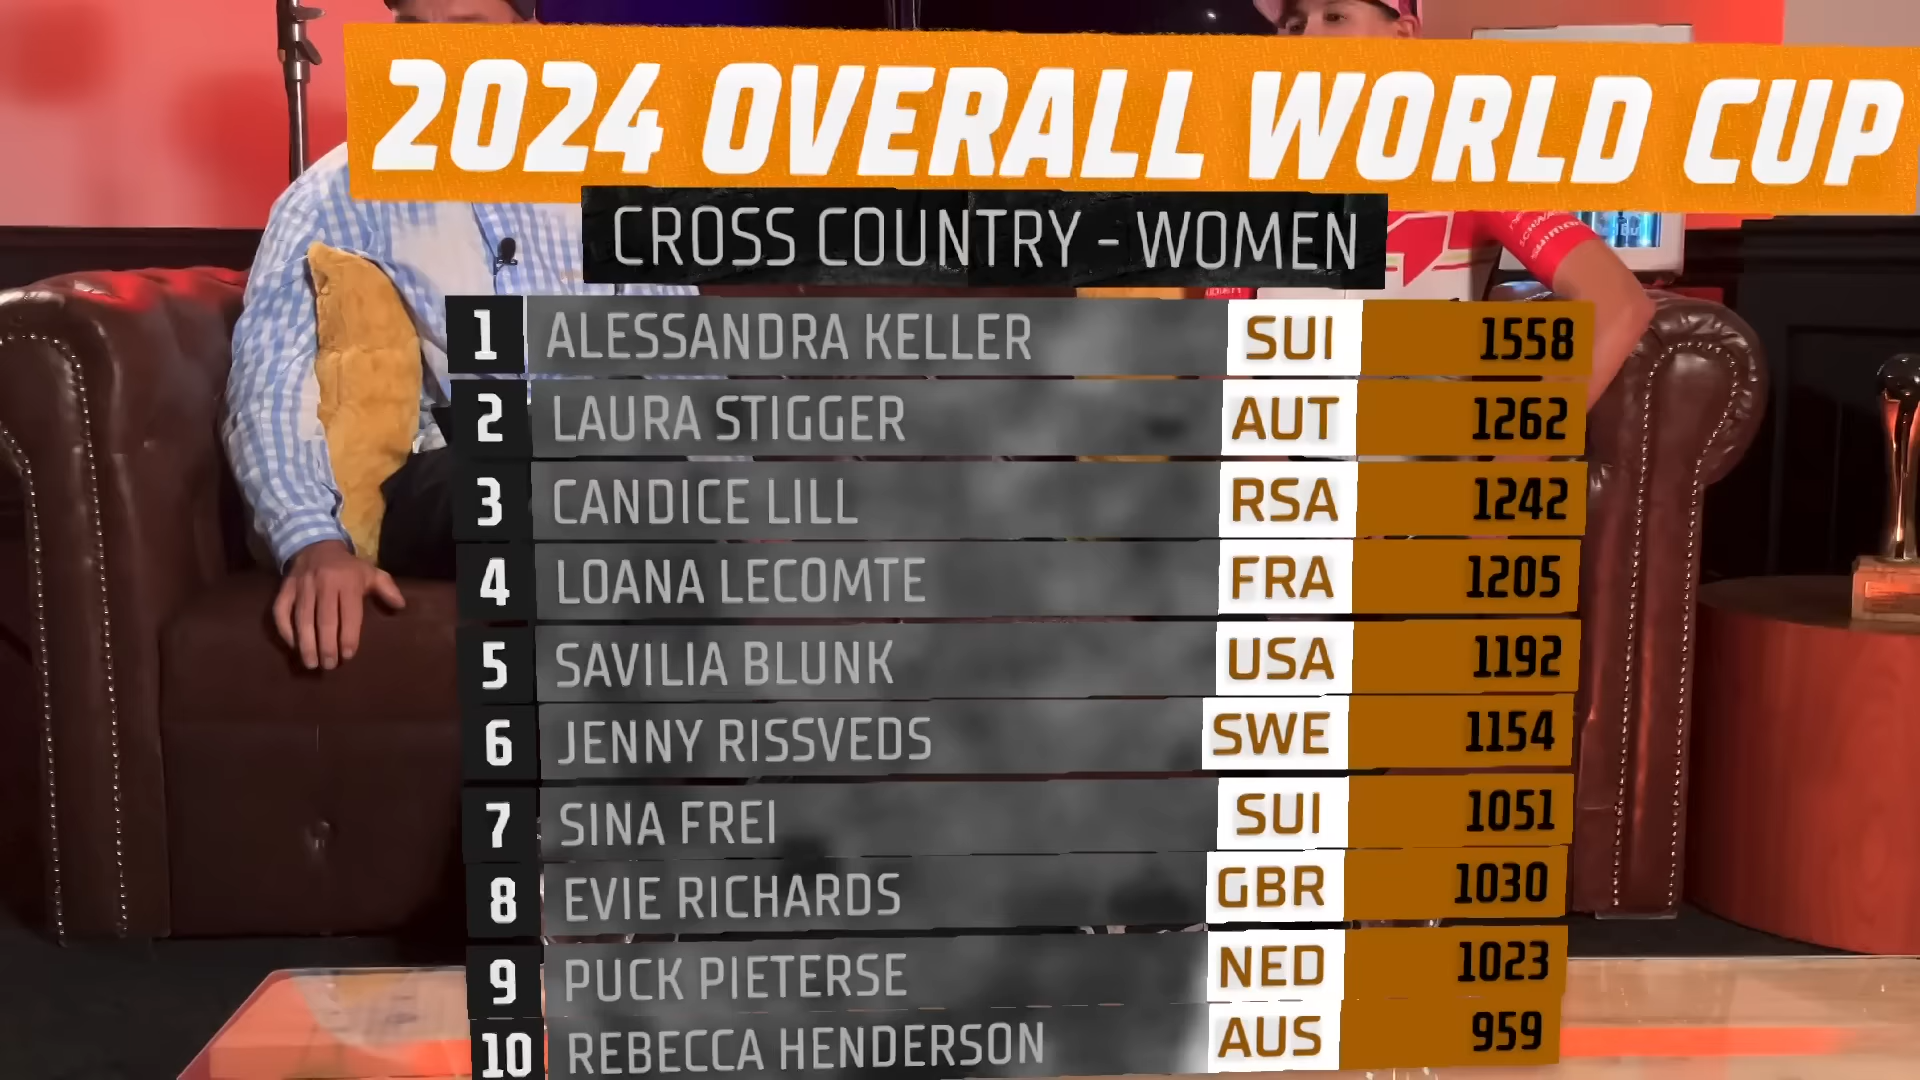 2024 OVERALL WORLD CUP
CROSS COUNTRY - WOMEN
1 ALESSANDRA KELLER SUI 1558
2 LAURA STIGGER AUT 1262
3 CANDICE LILL RSA 1242
4 LOANA LECOMTE FRA 1205
5 SAVILIA BLUNK USA 1192
6 JENNY RISSVEDS SWE 1154
7 SINA FREI SUI 1051
8 EVIE RICHARDS GBR 1030
9 PUCK PIETERSE NED 1023
10 REBECCA HENDERSON AUS 959